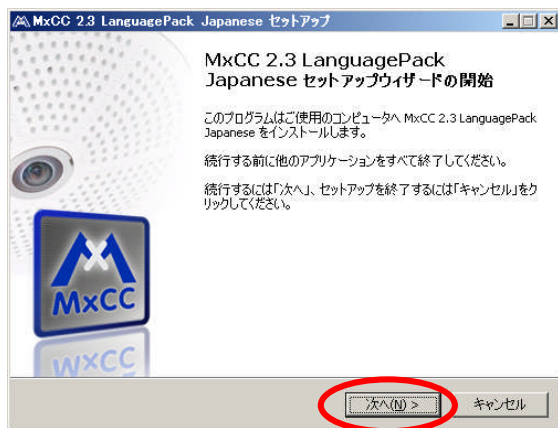 MxCC 2.3 LanguagePack Japanese セットアップ
MxCC 2.3 LanguagePack
Japanese セットアップウィザードの開始
このプログラムはご使用のコンピュータへ MxCC 2.3 LanguagePack
Japanese をインストールします。
続行する前に他のアプリケーションをすべて終了してください。
続行するには「次へ」、セットアップを終了するには「キャンセル」をク
リックしてください。
MxCC
次へ(N) >
キャンセル